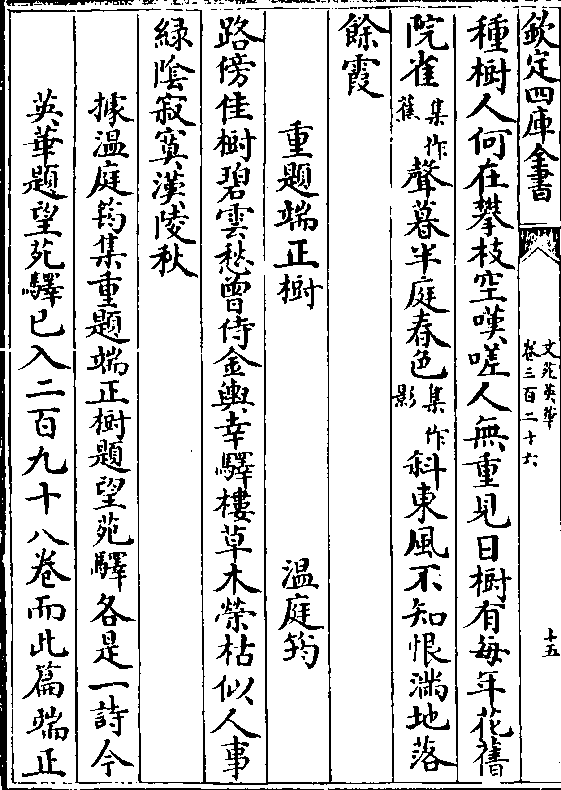 欽定四庫全書
文苑英華
卷三百二十六
十五
種樹人何在攀枝空嘆嗟人無重見日樹有每年花舊
院雀集作蕉聲暮半庭春色集作影斜東風不知恨滿地落
餘霞
重題端正樹 溫庭筠
路傍佳樹碧雲愁曾侍金輿幸驛樓草木榮枯似人事
緑陰寂寞漢陵秋
據溫庭筠集重題端正樹題望苑驛各是一詩今
英華題望苑驛已入二百九十八卷而此篇端正